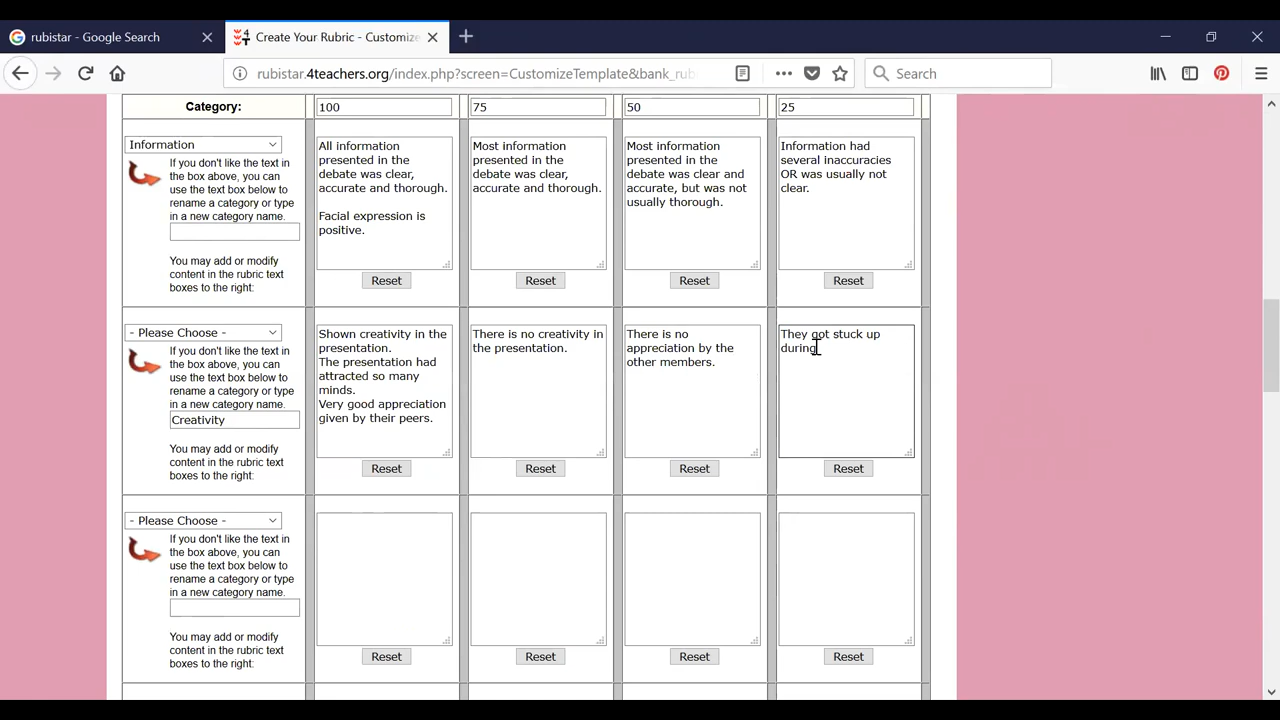 rubistar - Google Search
Create Your Rubric - Customize
rubistar.4teachers.org/index.php?screen=CustomizeTemplate&bank_rub
Search
Category:
100
75
50
25
Information
If you don't like the text in
the box above, you can
use the text box below to
rename a category or type
in a new category name.
You may add or modify
content in the rubric text
boxes to the right:
All information
presented in the
debate was clear,
accurate and thorough.
Facial expression is
positive.
Reset
Most information
presented in the
debate was clear,
accurate and thorough.
Reset
Most information
presented in the
debate was clear and
accurate, but was not
usually thorough.
Reset
Information had
several inaccuracies
OR was usually not
clear.
Reset
- Please Choose -
If you don't like the text in
the box above, you can
use the text box below to
rename a category or type
in a new category name.
Creativity
You may add or modify
content in the rubric text
boxes to the right:
Shown creativity in the
presentation.
The presentation had
attracted so many
minds.
Very good appreciation
given by their peers.
Reset
There is no creativity in
the presentation.
Reset
There is no
appreciation by the
other members.
Reset
They got stuck up
during
Reset
- Please Choose -
If you don't like the text in
the box above, you can
use the text box below to
rename a category or type
in a new category name.
You may add or modify
content in the rubric text
boxes to the right:
Reset
Reset
Reset
Reset